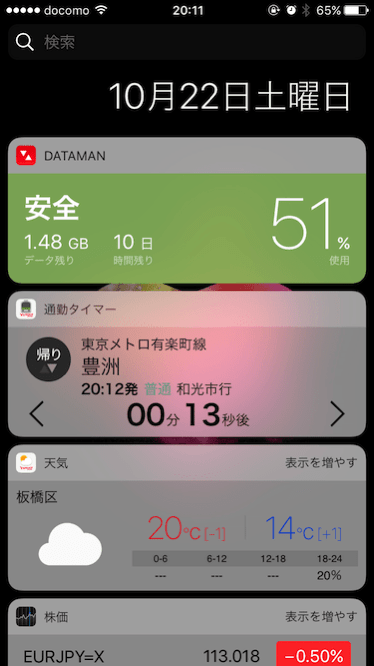 docomo 20:11 65%
検索
10月22日土曜日
DATAMAN
安全
51%
1.48 GB 10 日
データ残り 時間残り 使用
通勤タイマー
東京メトロ有楽町線
帰り
豊洲
20:12発 普通 和光市行
00分13秒後
天気 表示を増やす
板橋区
20℃[-1] 14℃[+1]
0-6 6-12 12-18 18-24
--- --- --- 20%
株価 表示を増やす
EURJPY=X 113.018 −0.50%